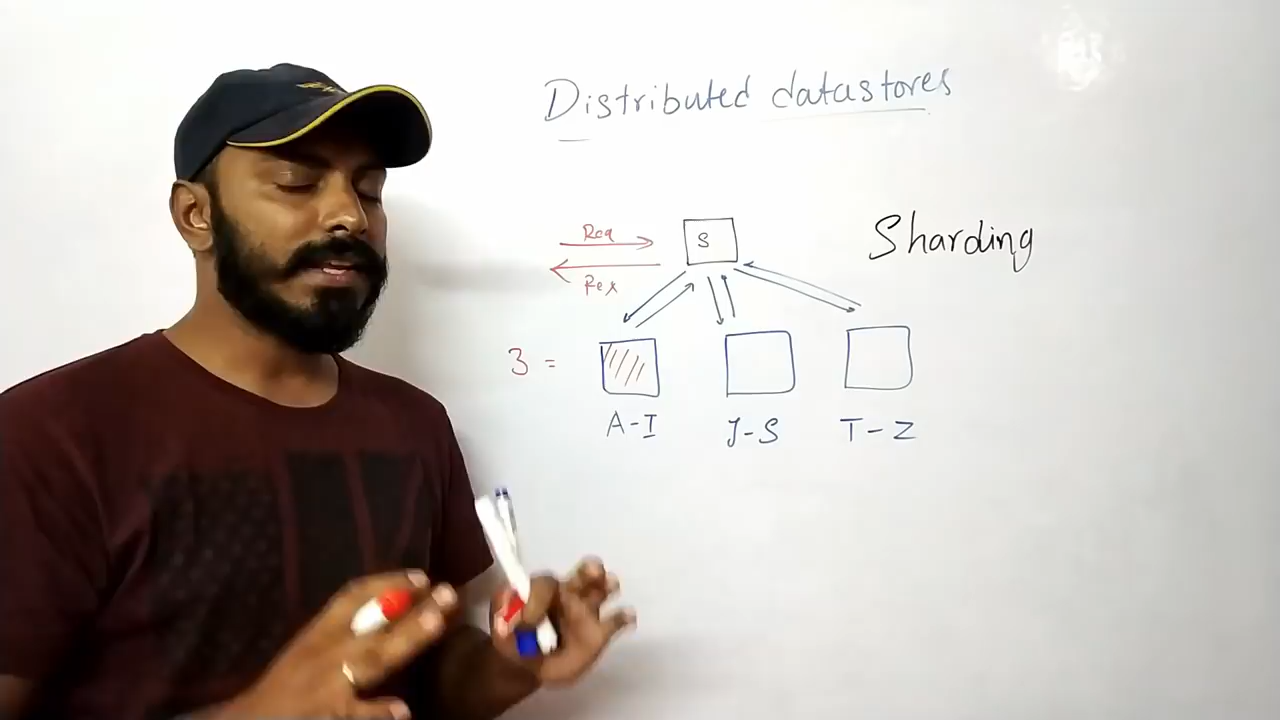 Distributed datastores
Req
S
Sharding
Res
3 =
A-I
J-S
T-Z